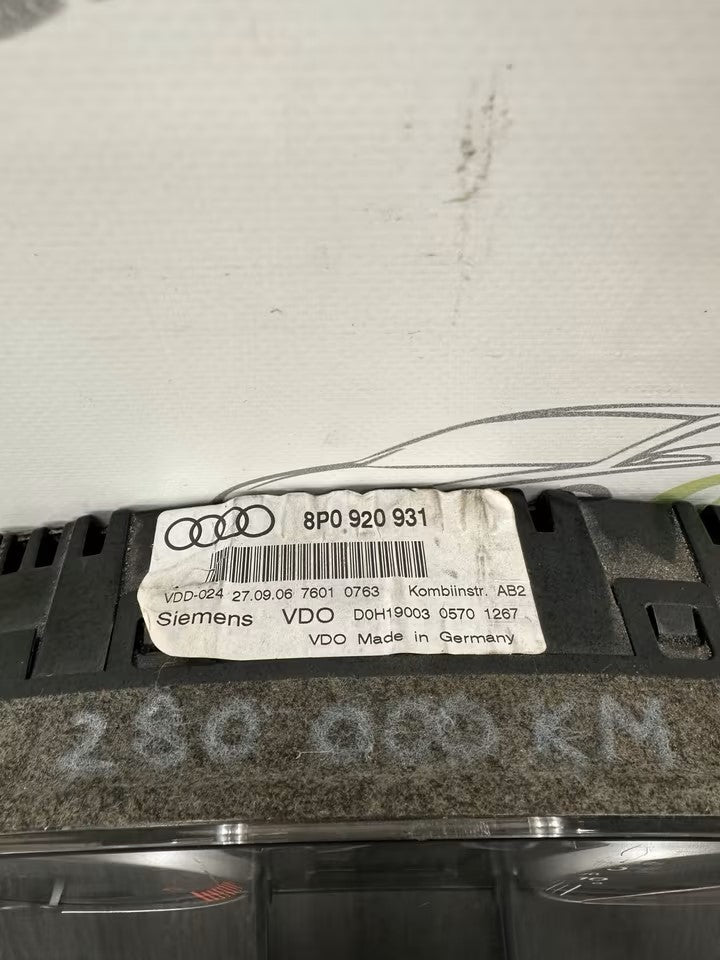 8P0 920 931
VDD-024 27.09.06 7601 0763 Kombiinstr. AB2
Siemens VDO D0H19003 0570 1267
VDO Made in Germany
280 000 KM